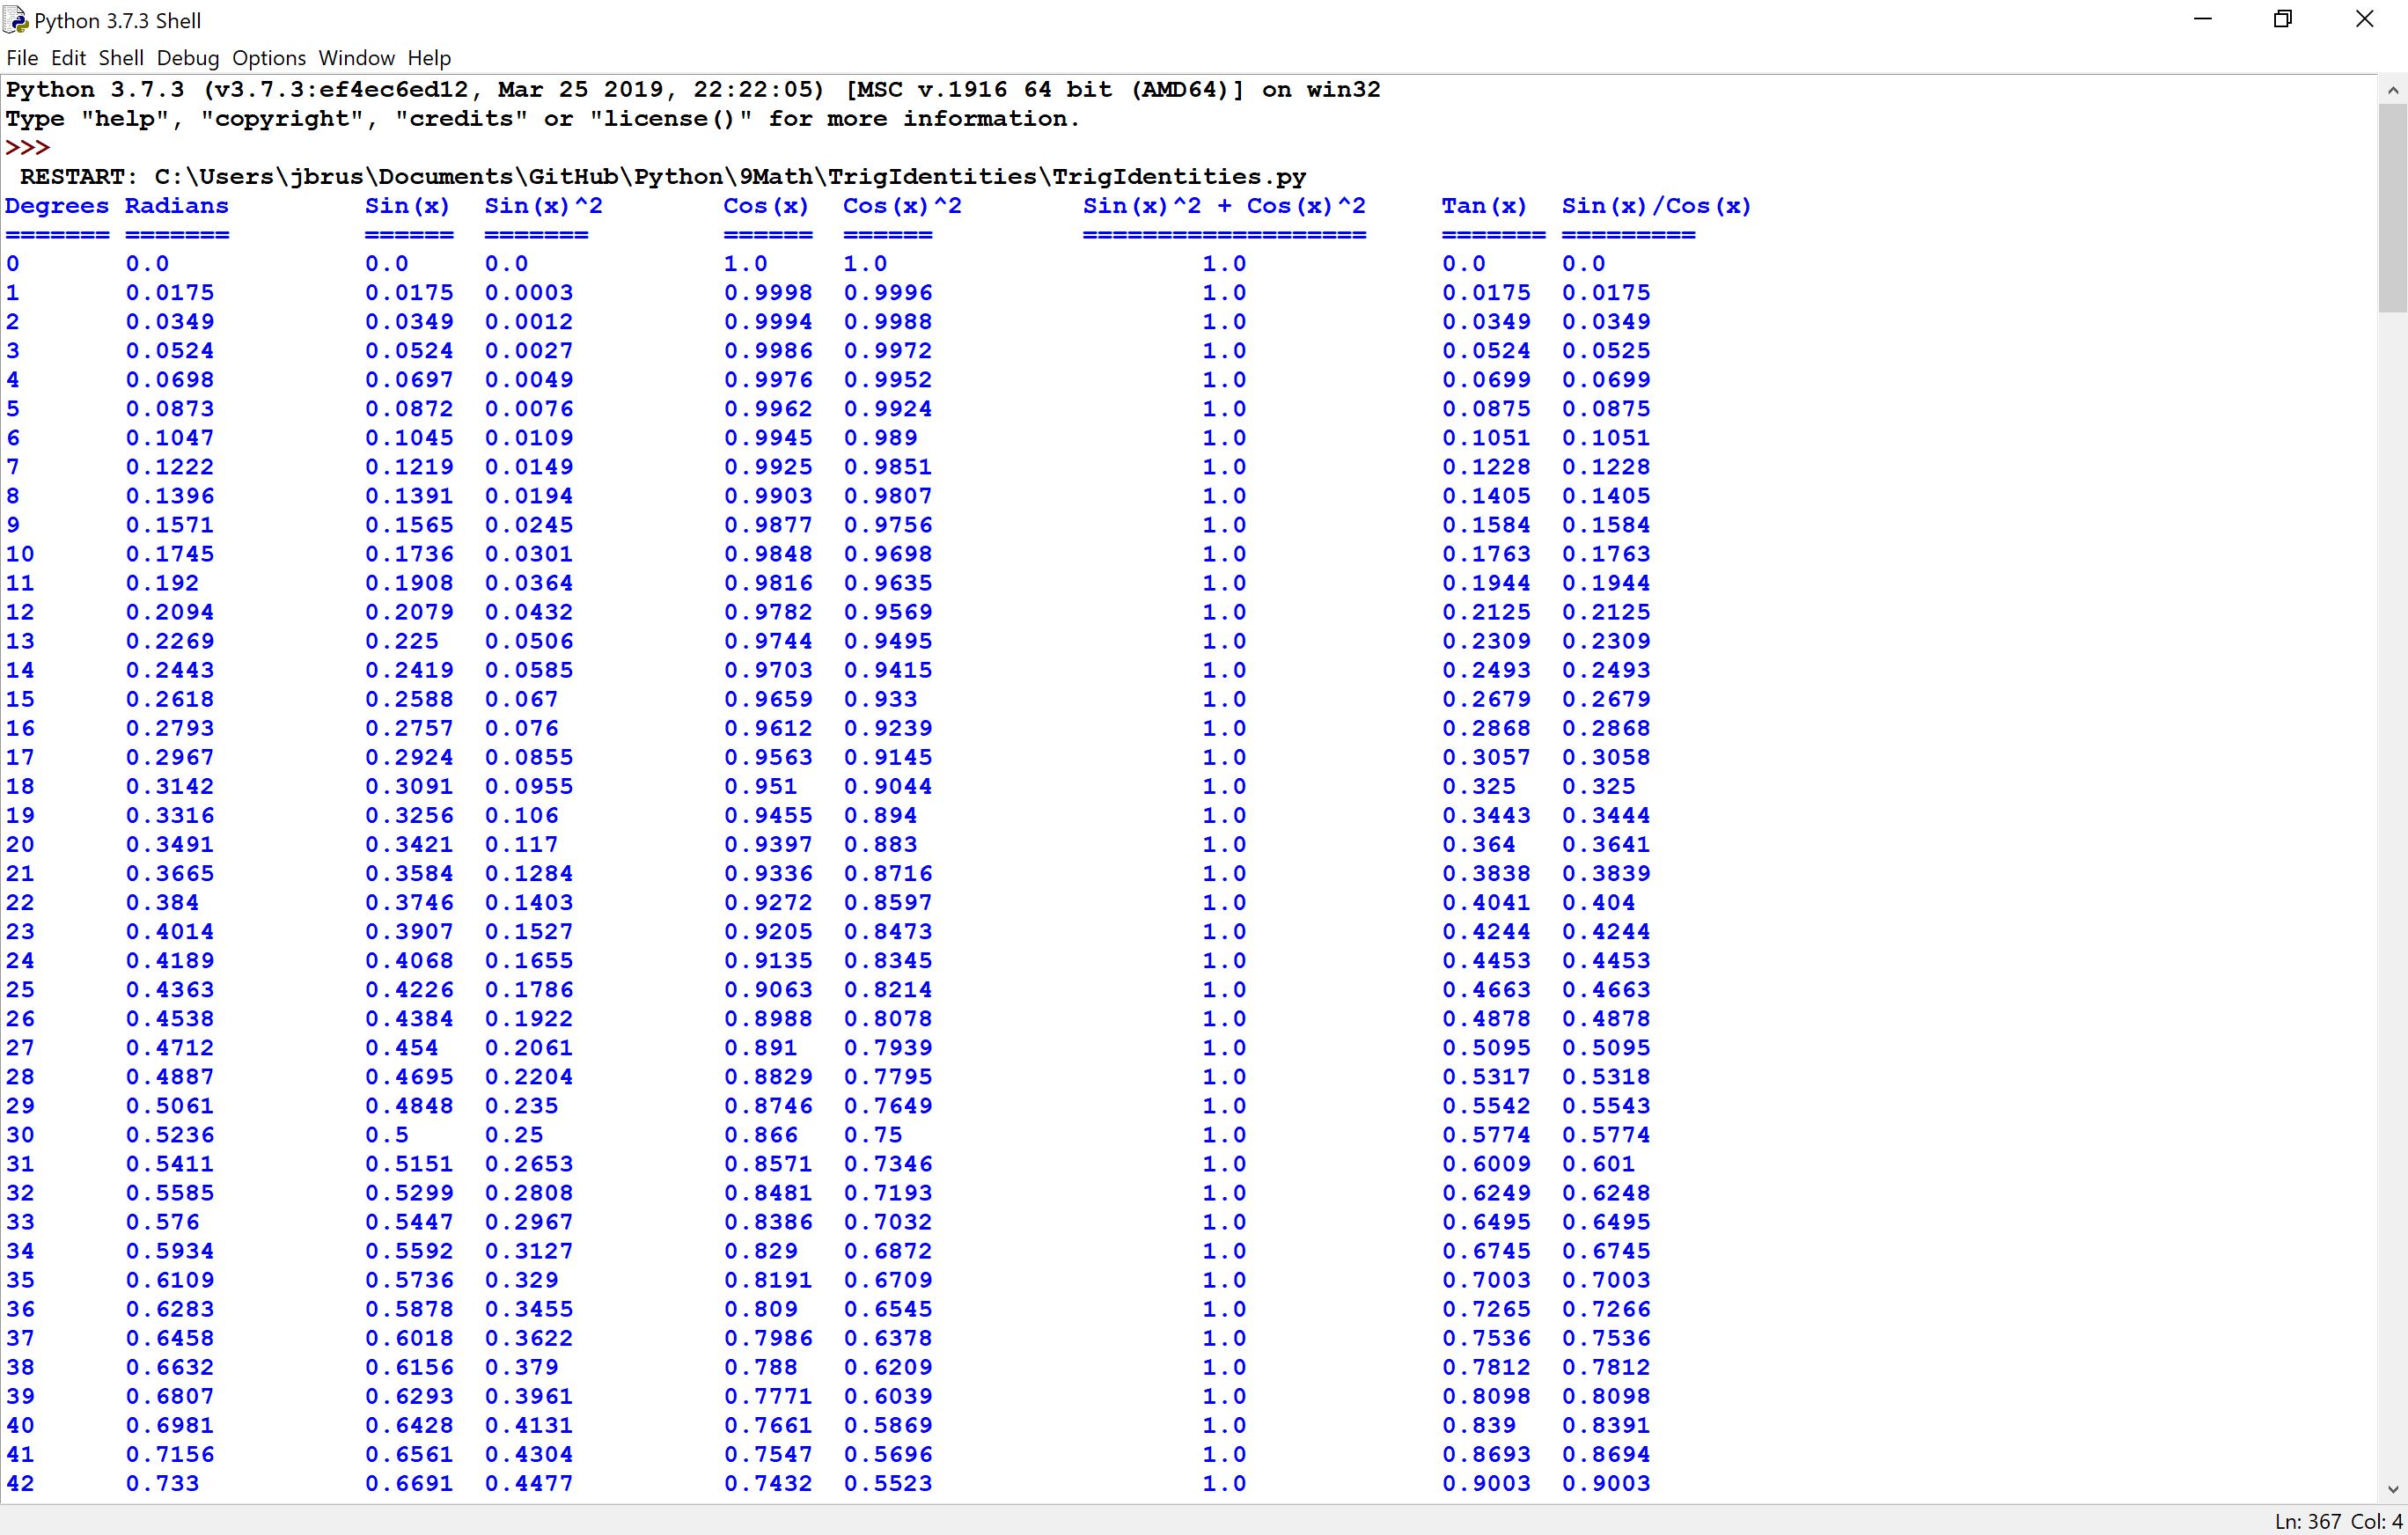 Python 3.7.3 Shell
File Edit Shell Debug Options Window Help
Python 3.7.3 (v3.7.3:ef4ec6ed12, Mar 25 2019, 22:22:05) [MSC v.1916 64 bit (AMD64)] on win32
Type "help", "copyright", "credits" or "license()" for more information.
>>>
RESTART: C:\Users\jbrus\Documents\GitHub\Python\9Math\TrigIdentities\TrigIdentities.py
Degrees Radians Sin(x) Sin(x)^2 Cos(x) Cos(x)^2 Sin(x)^2 + Cos(x)^2 Tan(x) Sin(x)/Cos(x)
======= ======= ====== ======= ====== ====== =================== ======= =========
0 0.0 0.0 0.0 1.0 1.0 1.0 0.0 0.0
1 0.0175 0.0175 0.0003 0.9998 0.9996 1.0 0.0175 0.0175
2 0.0349 0.0349 0.0012 0.9994 0.9988 1.0 0.0349 0.0349
3 0.0524 0.0524 0.0027 0.9986 0.9972 1.0 0.0524 0.0525
4 0.0698 0.0697 0.0049 0.9976 0.9952 1.0 0.0699 0.0699
5 0.0873 0.0872 0.0076 0.9962 0.9924 1.0 0.0875 0.0875
6 0.1047 0.1045 0.0109 0.9945 0.989 1.0 0.1051 0.1051
7 0.1222 0.1219 0.0149 0.9925 0.9851 1.0 0.1228 0.1228
8 0.1396 0.1391 0.0194 0.9903 0.9807 1.0 0.1405 0.1405
9 0.1571 0.1565 0.0245 0.9877 0.9756 1.0 0.1584 0.1584
10 0.1745 0.1736 0.0301 0.9848 0.9698 1.0 0.1763 0.1763
11 0.192 0.1908 0.0364 0.9816 0.9635 1.0 0.1944 0.1944
12 0.2094 0.2079 0.0432 0.9782 0.9569 1.0 0.2125 0.2125
13 0.2269 0.225 0.0506 0.9744 0.9495 1.0 0.2309 0.2309
14 0.2443 0.2419 0.0585 0.9703 0.9415 1.0 0.2493 0.2493
15 0.2618 0.2588 0.067 0.9659 0.933 1.0 0.2679 0.2679
16 0.2793 0.2757 0.076 0.9612 0.9239 1.0 0.2868 0.2868
17 0.2967 0.2924 0.0855 0.9563 0.9145 1.0 0.3057 0.3058
18 0.3142 0.3091 0.0955 0.951 0.9044 1.0 0.325 0.325
19 0.3316 0.3256 0.106 0.9455 0.894 1.0 0.3443 0.3444
20 0.3491 0.3421 0.117 0.9397 0.883 1.0 0.364 0.3641
21 0.3665 0.3584 0.1284 0.9336 0.8716 1.0 0.3838 0.3839
22 0.384 0.3746 0.1403 0.9272 0.8597 1.0 0.4041 0.404
23 0.4014 0.3907 0.1527 0.9205 0.8473 1.0 0.4244 0.4244
24 0.4189 0.4068 0.1655 0.9135 0.8345 1.0 0.4453 0.4453
25 0.4363 0.4226 0.1786 0.9063 0.8214 1.0 0.4663 0.4663
26 0.4538 0.4384 0.1922 0.8988 0.8078 1.0 0.4878 0.4878
27 0.4712 0.454 0.2061 0.891 0.7939 1.0 0.5095 0.5095
28 0.4887 0.4695 0.2204 0.8829 0.7795 1.0 0.5317 0.5318
29 0.5061 0.4848 0.235 0.8746 0.7649 1.0 0.5542 0.5543
30 0.5236 0.5 0.25 0.866 0.75 1.0 0.5774 0.5774
31 0.5411 0.5151 0.2653 0.8571 0.7346 1.0 0.6009 0.601
32 0.5585 0.5299 0.2808 0.8481 0.7193 1.0 0.6249 0.6248
33 0.576 0.5447 0.2967 0.8386 0.7032 1.0 0.6495 0.6495
34 0.5934 0.5592 0.3127 0.829 0.6872 1.0 0.6745 0.6745
35 0.6109 0.5736 0.329 0.8191 0.6709 1.0 0.7003 0.7003
36 0.6283 0.5878 0.3455 0.809 0.6545 1.0 0.7265 0.7266
37 0.6458 0.6018 0.3622 0.7986 0.6378 1.0 0.7536 0.7536
38 0.6632 0.6156 0.379 0.788 0.6209 1.0 0.7812 0.7812
39 0.6807 0.6293 0.3961 0.7771 0.6039 1.0 0.8098 0.8098
40 0.6981 0.6428 0.4131 0.7661 0.5869 1.0 0.839 0.8391
41 0.7156 0.6561 0.4304 0.7547 0.5696 1.0 0.8693 0.8694
42 0.733 0.6691 0.4477 0.7432 0.5523 1.0 0.9003 0.9003
Ln: 367 Col: 4